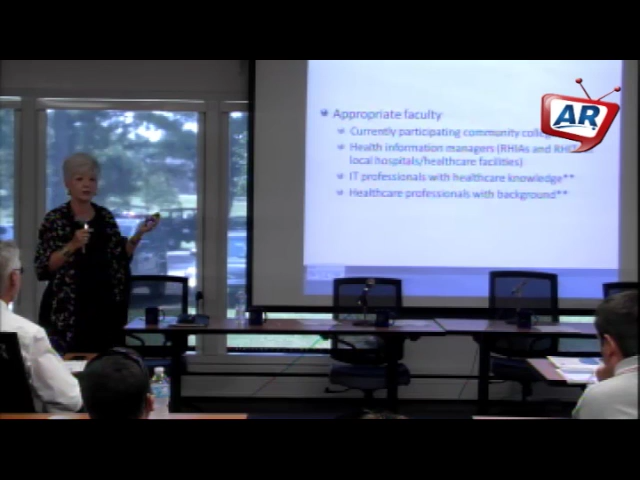 AR
Appropriate faculty
Currently participating community
Health information managers (RHIAs and
local hospitals/healthcare facilities)
IT professionals with healthcare knowledge**
Healthcare professionals with background**